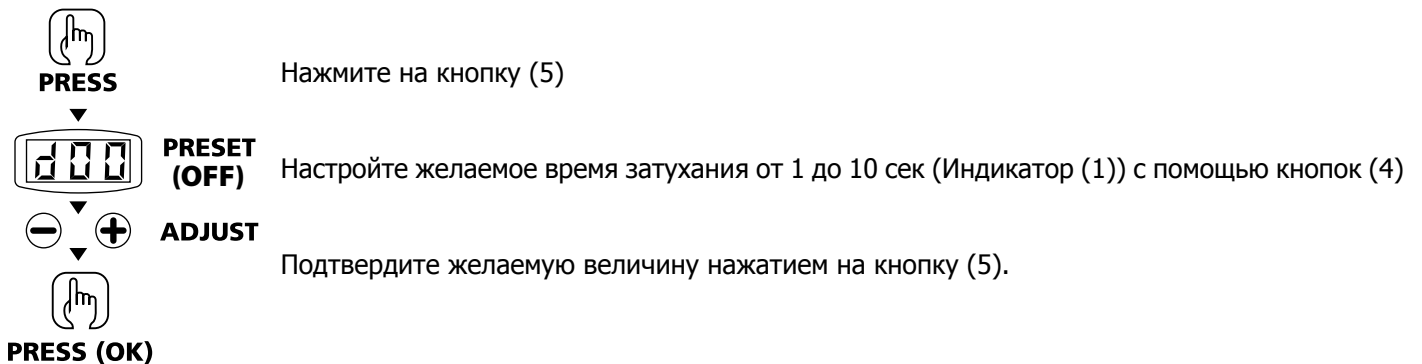 PRESS
Нажмите на кнопку (5)
d00
PRESET
(OFF)
Настройте желаемое время затухания от 1 до 10 сек (Индикатор (1)) с помощью кнопок (4)
ADJUST
Подтвердите желаемую величину нажатием на кнопку (5).
PRESS (OK)